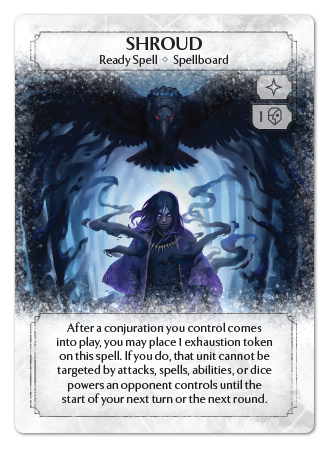 SHROUD
Ready Spell ⟡ Spellboard
1
After a conjuration you control comes
into play, you may place 1 exhaustion token
on this spell. If you do, that unit cannot be
targeted by attacks, spells, abilities, or dice
powers an opponent controls until the
start of your next turn or the next round.